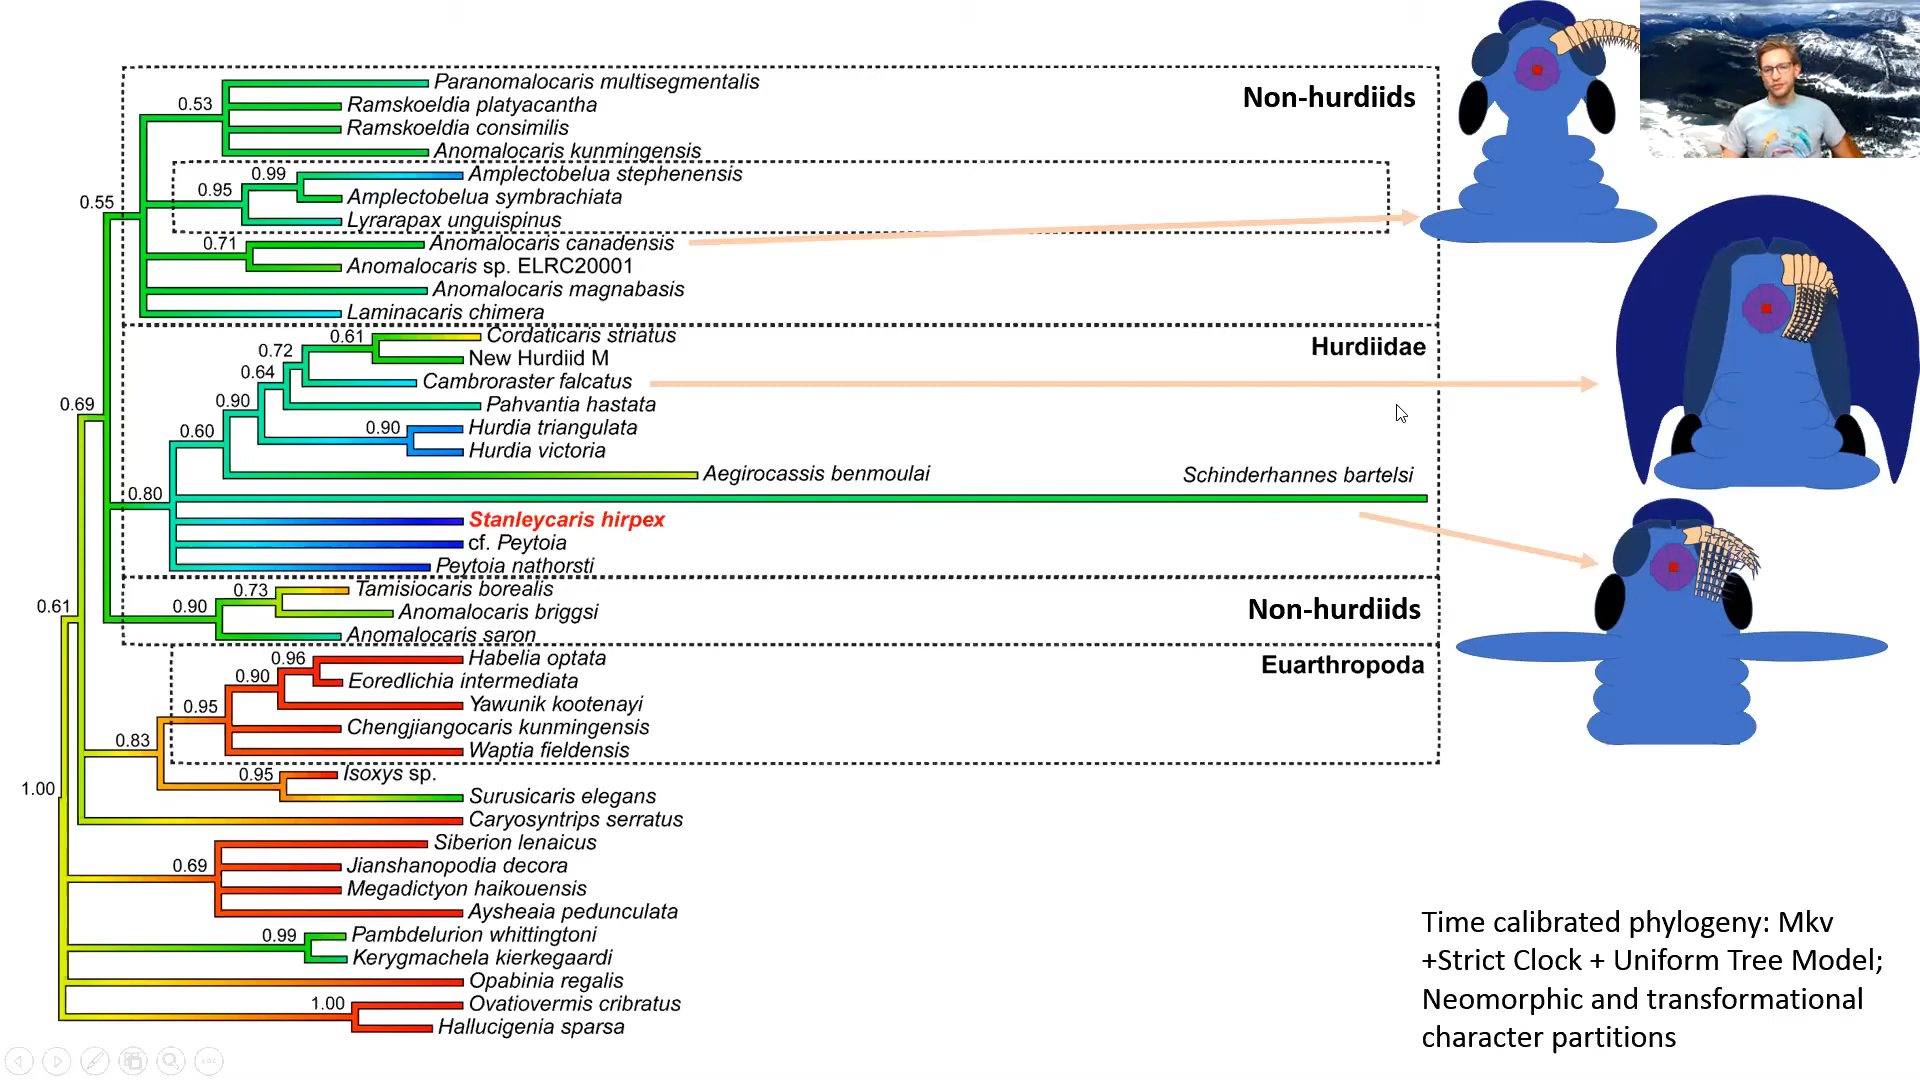 Paranomalocaris multisegmentalis
0.53
Ramskoeldia platyacantha
Non-hurdiids
Ramskoeldia consimilis
Anomalocaris kunmingensis
0.99
Amplectobelua stephenensis
0.95
Amplectobelua symbrachiata
0.55
Lyrarapax unguispinus
0.71
Anomalocaris canadensis
Anomalocaris sp. ELRC20001
Anomalocaris magnabasis
Laminacaris chimera
0.61
Cordaticaris striatus
0.72
New Hurdiid M
Hurdiidae
0.64
Cambroraster falcatus
0.69
0.90
Pahvantia hastata
0.60
0.90
Hurdia triangulata
Hurdia victoria
Aegirocassis benmoulai
Schinderhannes bartelsi
0.80
Stanleycaris hirpex
cf. Peytoia
Peytoia nathorsti
0.73
Tamisiocaris borealis
0.61
0.90
Anomalocaris briggsi
Non-hurdiids
Anomalocaris saron
0.96
Habelia optata
Euarthropoda
0.90
Eoredlichia intermediata
0.95
Yawunik kootenayi
Chengjiangocaris kunmingensis
0.83
Waptia fieldensis
0.95
Isoxys sp.
1.00
Surusicaris elegans
Caryosyntrips serratus
Siberion lenaicus
0.69
Jianshanopodia decora
Megadictyon haikouensis
Aysheaia pedunculata
0.99
Pambdelurion whittingtoni
Kerygmachela kierkegaardi
Opabinia regalis
1.00
Ovatiovermis cribratus
Hallucigenia sparsa
Time calibrated phylogeny: Mkv
+Strict Clock + Uniform Tree Model;
Neomorphic and transformational
character partitions